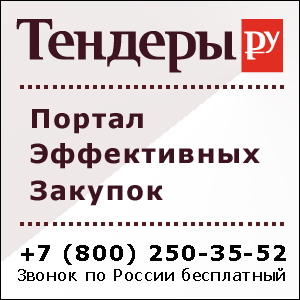 Тендеры РУ
Портал
Эффективных
Закупок
+7 (800) 250-35-52
Звонок по России бесплатный